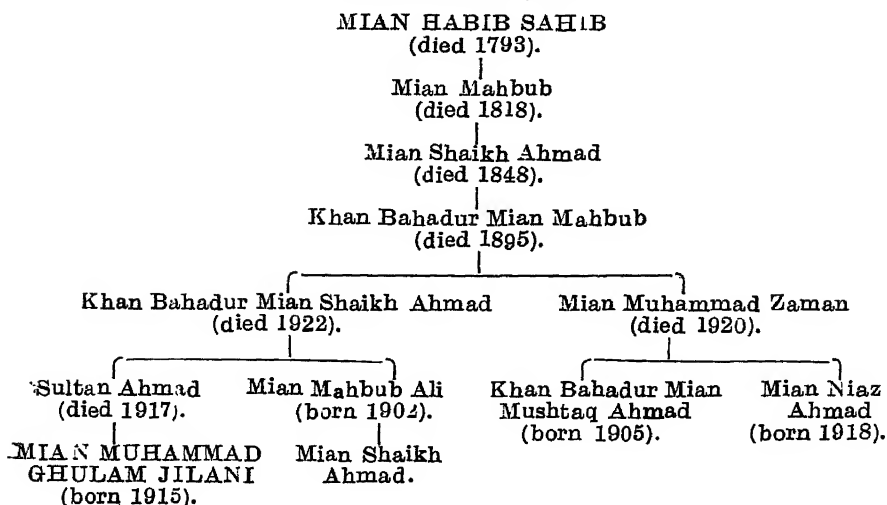 MIAN HABIB SAHIB
(died 1793).
Mian Mahbub
(died 1818).
Mian Shaikh Ahmad
(died 1848).
Khan Bahadur Mian Mahbub
(died 1895).
Khan Bahadur Mian Shaikh Ahmad
(died 1922).
Mian Muhammad Zaman
(died 1920).
Sultan Ahmad
(died 1917).
Mian Mahbub Ali
(born 1902).
Khan Bahadur Mian
Mushtaq Ahmad
(born 1905).
Mian Niaz
Ahmad
(born 1918).
MIAN MUHAMMAD
GHULAM JILANI
(born 1915).
Mian Shaikh
Ahmad.